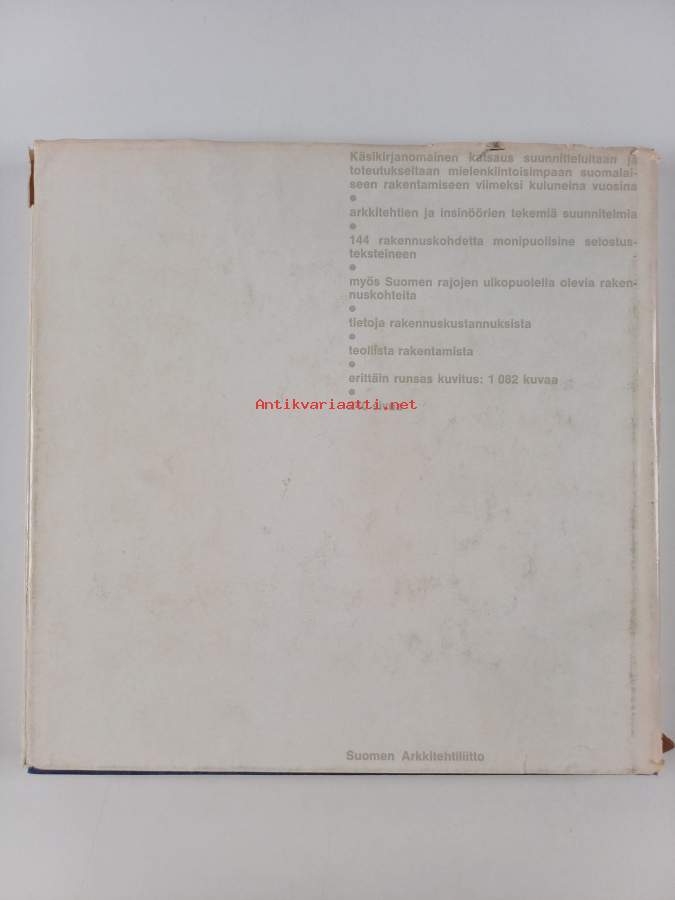 Käsikirjanomainen katsaus suunnittelultaan ja
toteutukseltaan mielenkiintoisimpaan suomalai-
seen rakentamiseen viimeksi kuluneina vuosina
●
arkkitehtien ja insinöörien tekemiä suunnitelmia
●
144 rakennuskohdetta monipuolisine selostus-
teksteineen
●
myös Suomen rajojen ulkopuolella olevia raken-
nuskohteita
●
tietoja rakennuskustannuksista
●
teollista rakentamista
●
erittäin runsas kuvitus: 1 082 kuvaa
●
Antikvariaatti.net
Suomen Arkkitehtiliitto